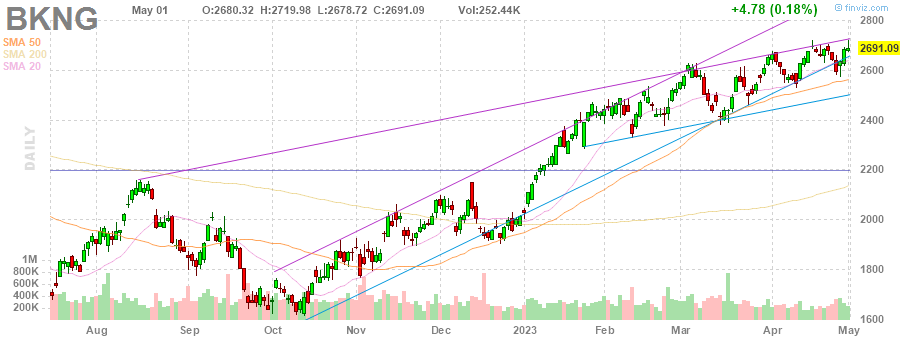 BKNG May 01 O:2680.32 H:2719.98 L:2678.72 C:2691.09 Vol:252.44K +4.78 (0.18%)
finviz.com
SMA 50
SMA 200
SMA 20
DAILY
2800
2691.09
2600
2400
2200
2000
1800
1600
1M
800K
600K
400K
200K
Aug Sep Oct Nov Dec 2023 Feb Mar Apr May